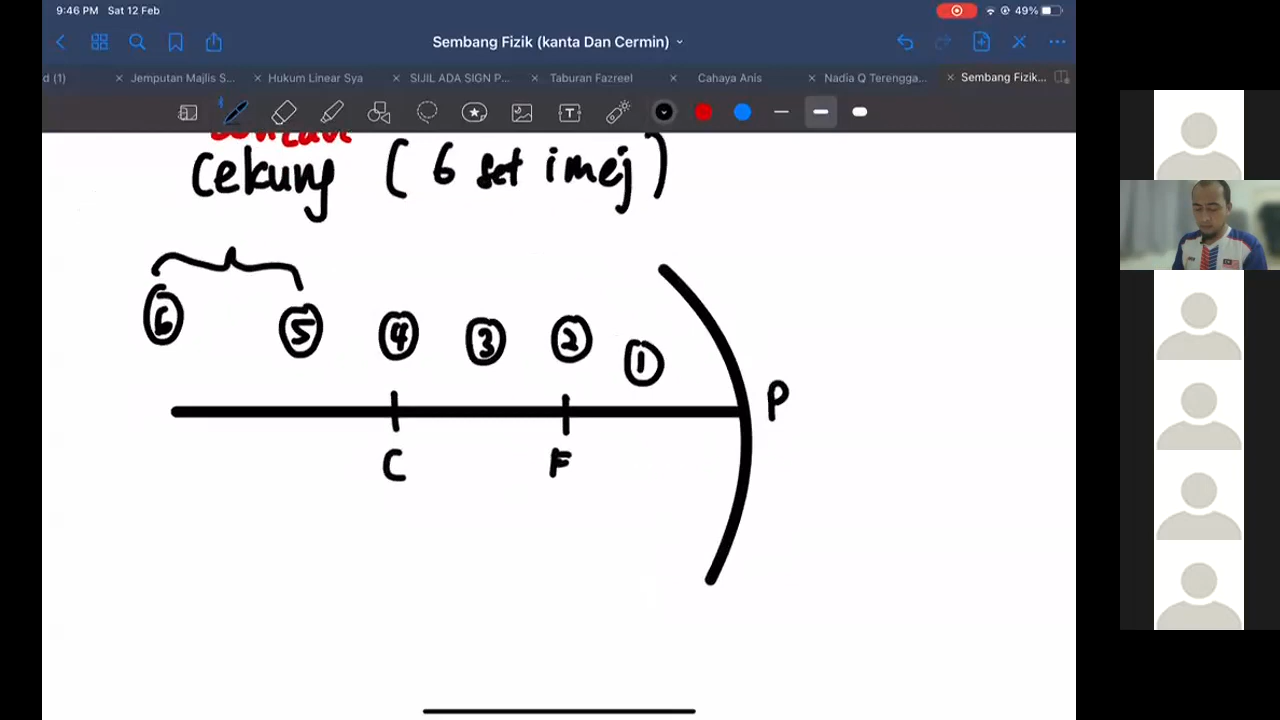 9:46 PM Sat 12 Feb
49%
Sembang Fizik (kanta Dan Cermin)
d (1)
Jemputan Majlis S...
Hukum Linear Sya
SIJIL ADA SIGN P...
Taburan Fazreel
Cahaya Anis
Nadia Q Terengga...
Sembang Fizik...
Cekung ( 6 set imej )
6 5 4 3 2 1
P
C F